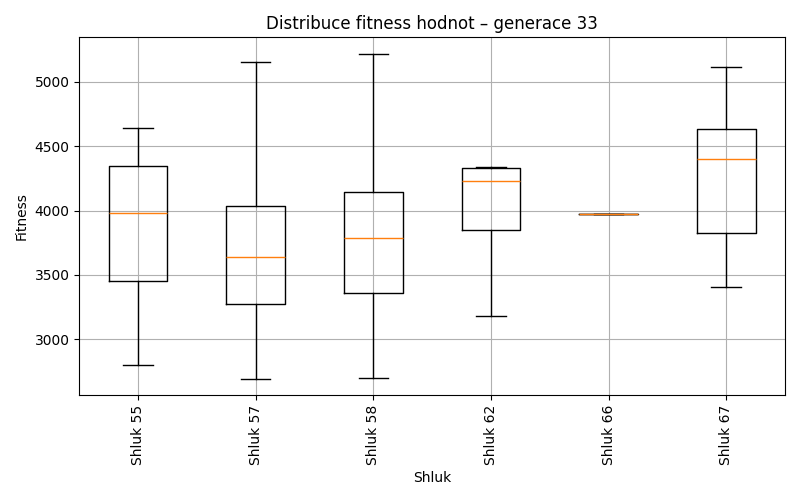 Distribuce fitness hodnot – generace 33
Fitness
5000
4500
4000
3500
3000
Shluk 55
Shluk 57
Shluk 58
Shluk 62
Shluk 66
Shluk 67
Shluk